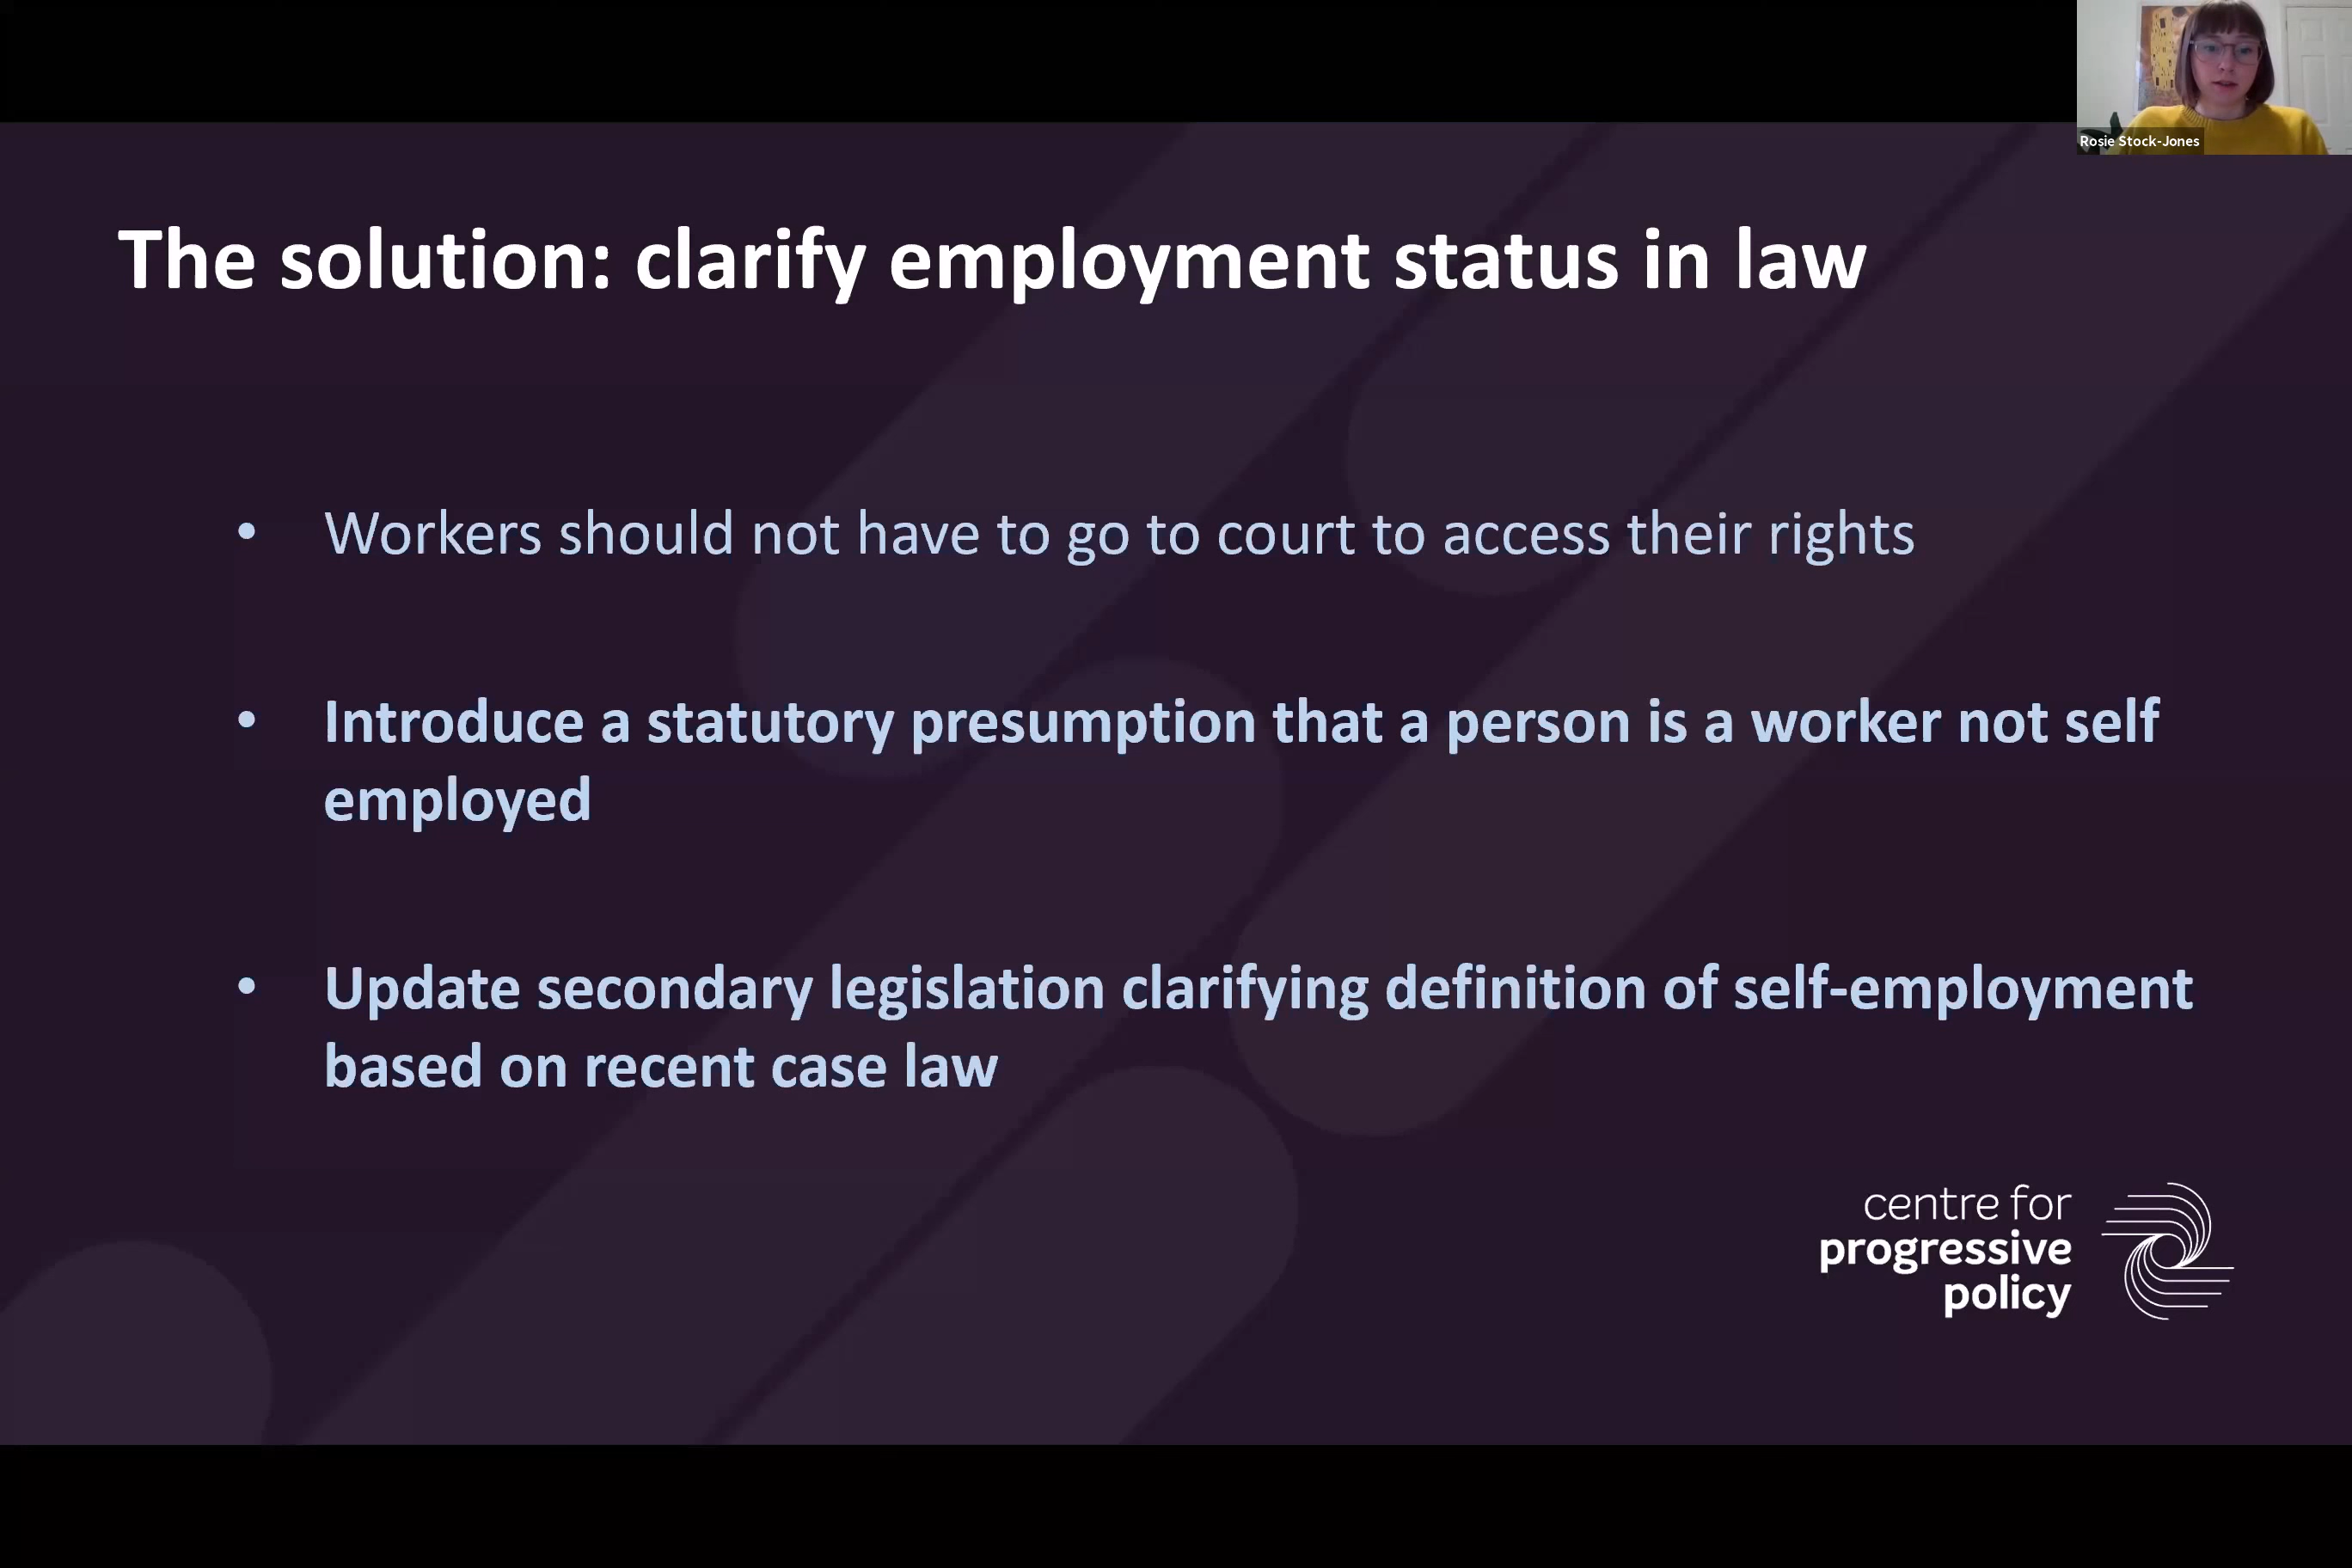 Rosie Stock-Jones
The solution: clarify employment status in law
• Workers should not have to go to court to access their rights
• Introduce a statutory presumption that a person is a worker not self
employed
• Update secondary legislation clarifying definition of self-employment
based on recent case law
centre for
progressive
policy